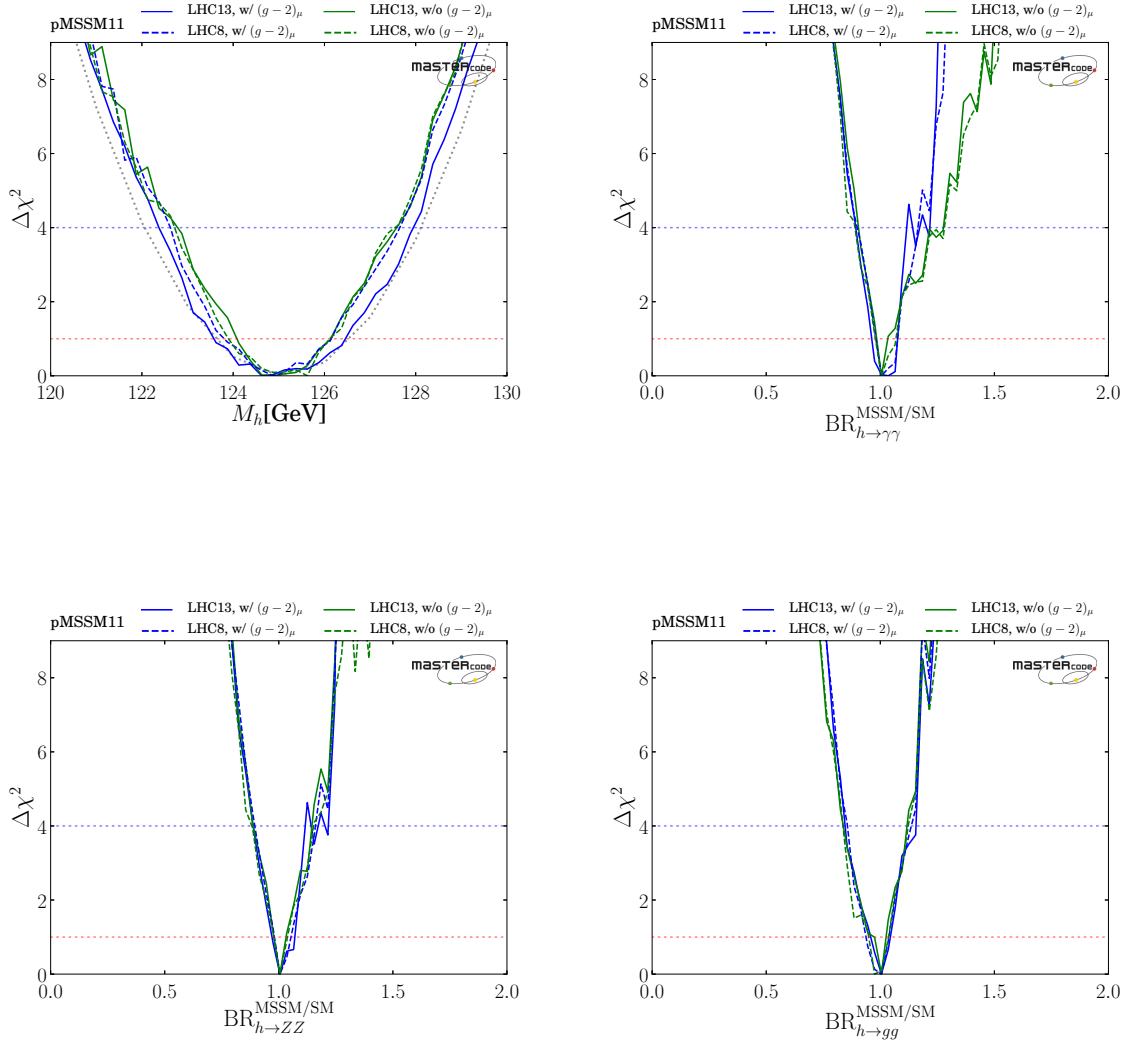 pMSSM11
LHC13, w/ (g − 2)μ LHC13, w/o (g − 2)μ
LHC8, w/ (g − 2)μ LHC8, w/o (g − 2)μ
MASTERCODE
8
6
4
2
0
Δχ²
120 122 124 126 128 130
M_h[GeV]
pMSSM11
LHC13, w/ (g − 2)μ LHC13, w/o (g − 2)μ
LHC8, w/ (g − 2)μ LHC8, w/o (g − 2)μ
MASTERCODE
8
6
4
2
0
Δχ²
0.0 0.5 1.0 1.5 2.0
BR^MSSM/SM_h→γγ
pMSSM11
LHC13, w/ (g − 2)μ LHC13, w/o (g − 2)μ
LHC8, w/ (g − 2)μ LHC8, w/o (g − 2)μ
MASTERCODE
8
6
4
2
0
Δχ²
0.0 0.5 1.0 1.5 2.0
BR^MSSM/SM_h→ZZ
pMSSM11
LHC13, w/ (g − 2)μ LHC13, w/o (g − 2)μ
LHC8, w/ (g − 2)μ LHC8, w/o (g − 2)μ
MASTERCODE
8
6
4
2
0
Δχ²
0.0 0.5 1.0 1.5 2.0
BR^MSSM/SM_h→gg